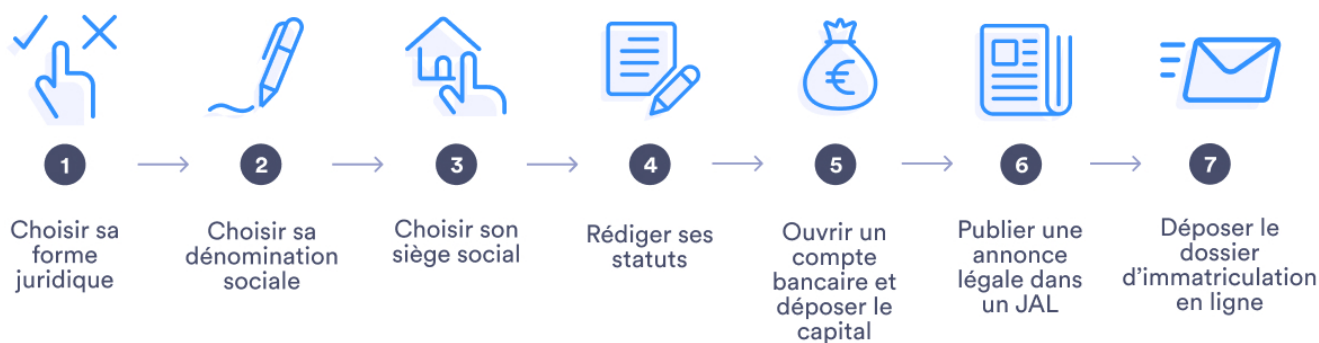 1
2
3
4
5
6
7
Choisir sa
forme
juridique
Choisir sa
dénomination
sociale
Choisir son
siège social
Rédiger ses
statuts
Ouvrir un
compte
bancaire et
déposer le
capital
Publier une
annonce
légale dans
un JAL
Déposer le
dossier
d’immatriculation
en ligne